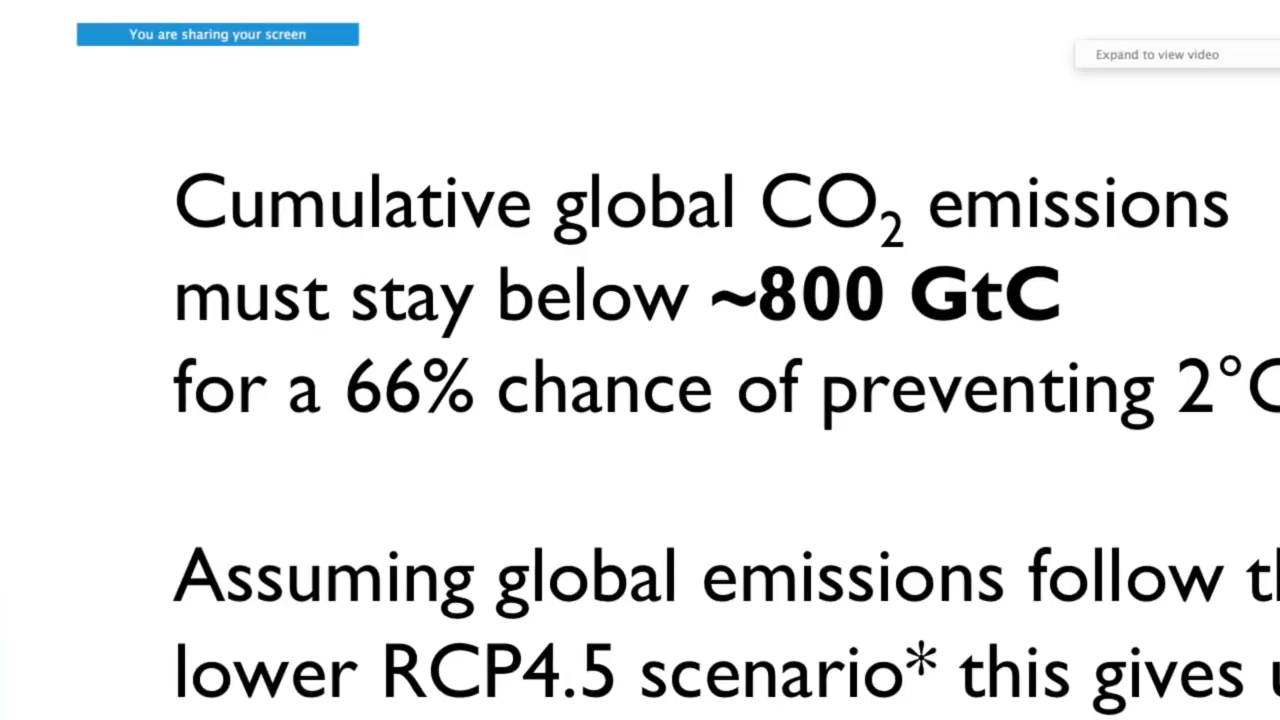 You are sharing your screen
Expand to view video
Cumulative global CO₂ emissions
must stay below ~800 GtC
for a 66% chance of preventing 2°C
Assuming global emissions follow
lower RCP4.5 scenario* this gives